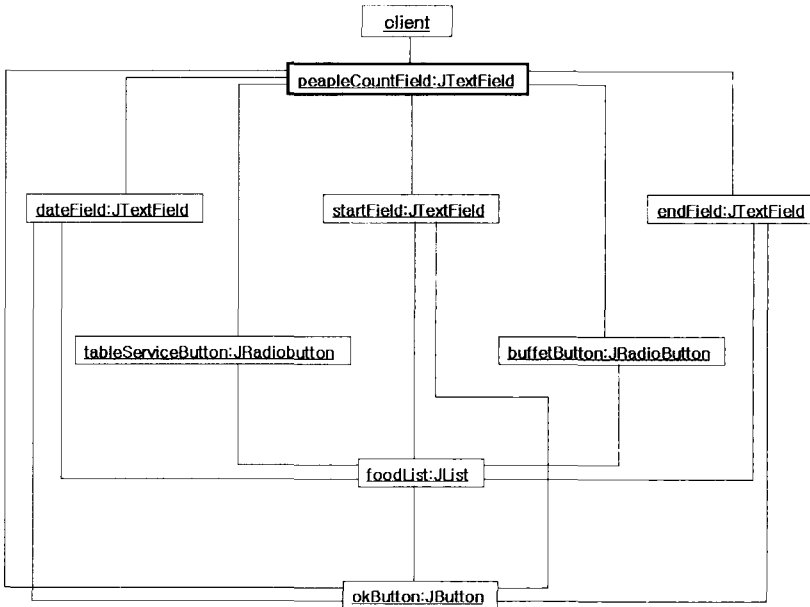 client
peapleCountField:JTextField
dateField:JTextField
startField:JTextField
endField:JTextField
tableServiceButton:JRadiobutton
buffetButton:JRadioButton
foodList:JList
okButton:JButton